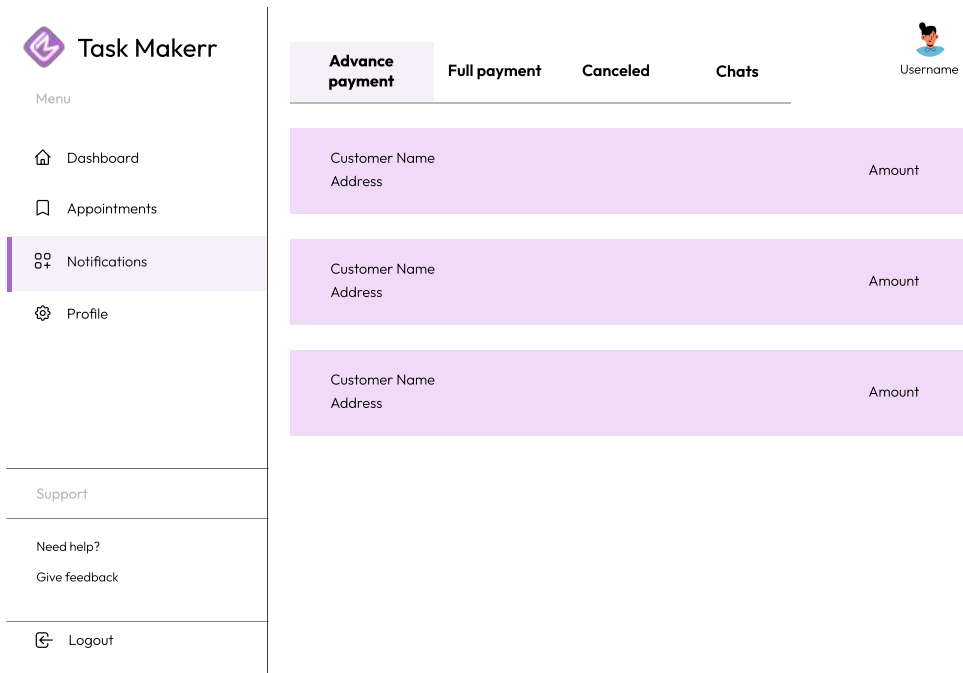 Task Makerr
Menu
Dashboard
Appointments
Notifications
Profile
Support
Need help?
Give feedback
Logout
Advance
payment
Full payment
Canceled
Chats
Username
Customer Name
Address
Amount
Customer Name
Address
Amount
Customer Name
Address
Amount